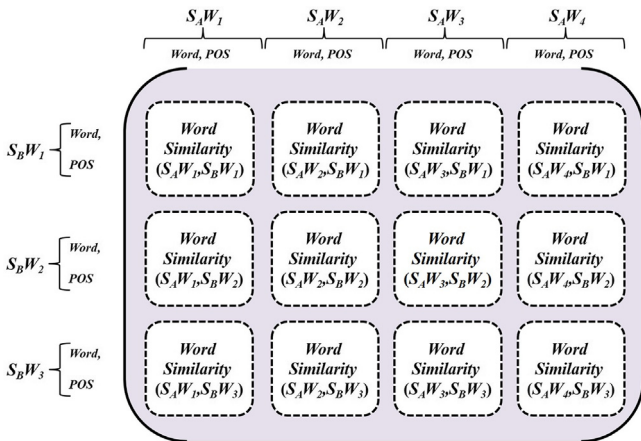 S_AW_1 S_AW_2 S_AW_3 S_AW_4
Word, POS Word, POS Word, POS Word, POS
S_BW_1 Word, POS
Word Similarity (S_AW_1,S_BW_1)
Word Similarity (S_AW_2,S_BW_1)
Word Similarity (S_AW_3,S_BW_1)
Word Similarity (S_AW_4,S_BW_1)
S_BW_2 Word, POS
Word Similarity (S_AW_1,S_BW_2)
Word Similarity (S_AW_2,S_BW_2)
Word Similarity (S_AW_3,S_BW_2)
Word Similarity (S_AW_4,S_BW_2)
S_BW_3 Word, POS
Word Similarity (S_AW_1,S_BW_3)
Word Similarity (S_AW_2,S_BW_3)
Word Similarity (S_AW_3,S_BW_3)
Word Similarity (S_AW_4,S_BW_3)